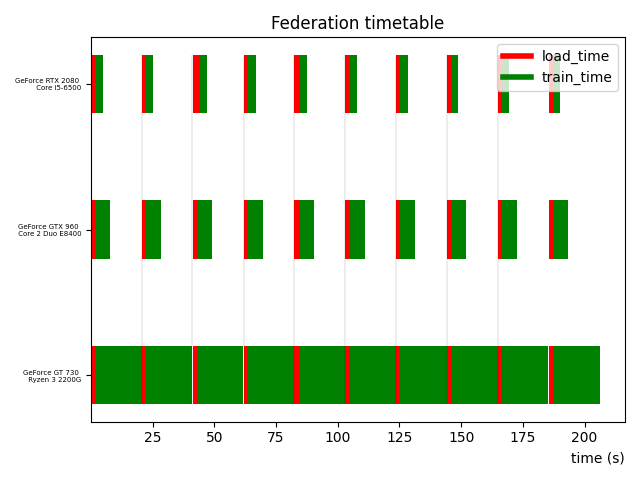 Federation timetable
load_time
train_time
GeForce RTX 2080
Core i5-6500
GeForce GTX 960
Core 2 Duo E8400
GeForce GT 730
Ryzen 3 2200G
25 50 75 100 125 150 175 200
time (s)